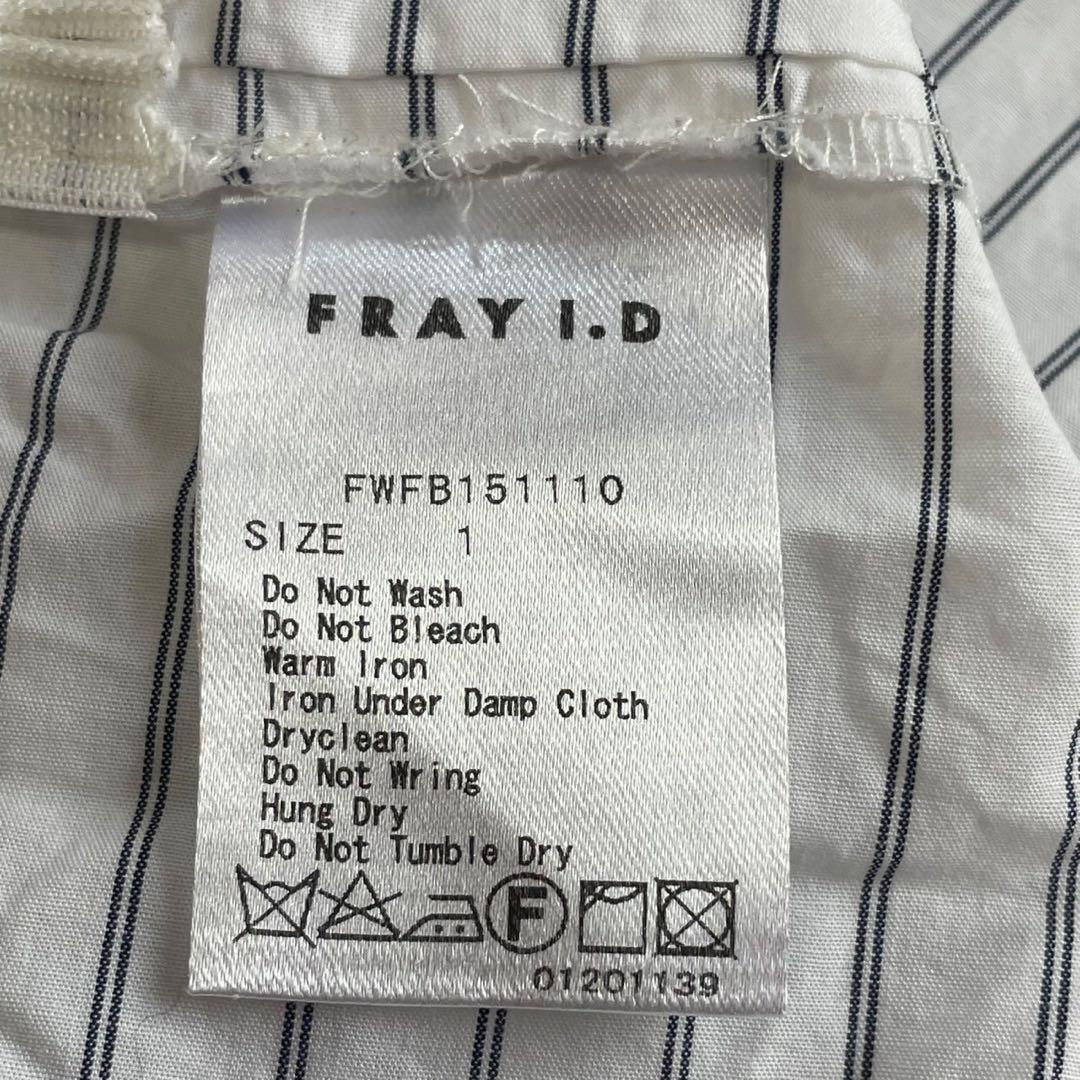 FRAY I.D
FWFB151110
SIZE 1
Do Not Wash
Do Not Bleach
Warm Iron
Iron Under Damp Cloth
Dryclean
Do Not Wring
Hung Dry
Do Not Tumble Dry
F
01201139